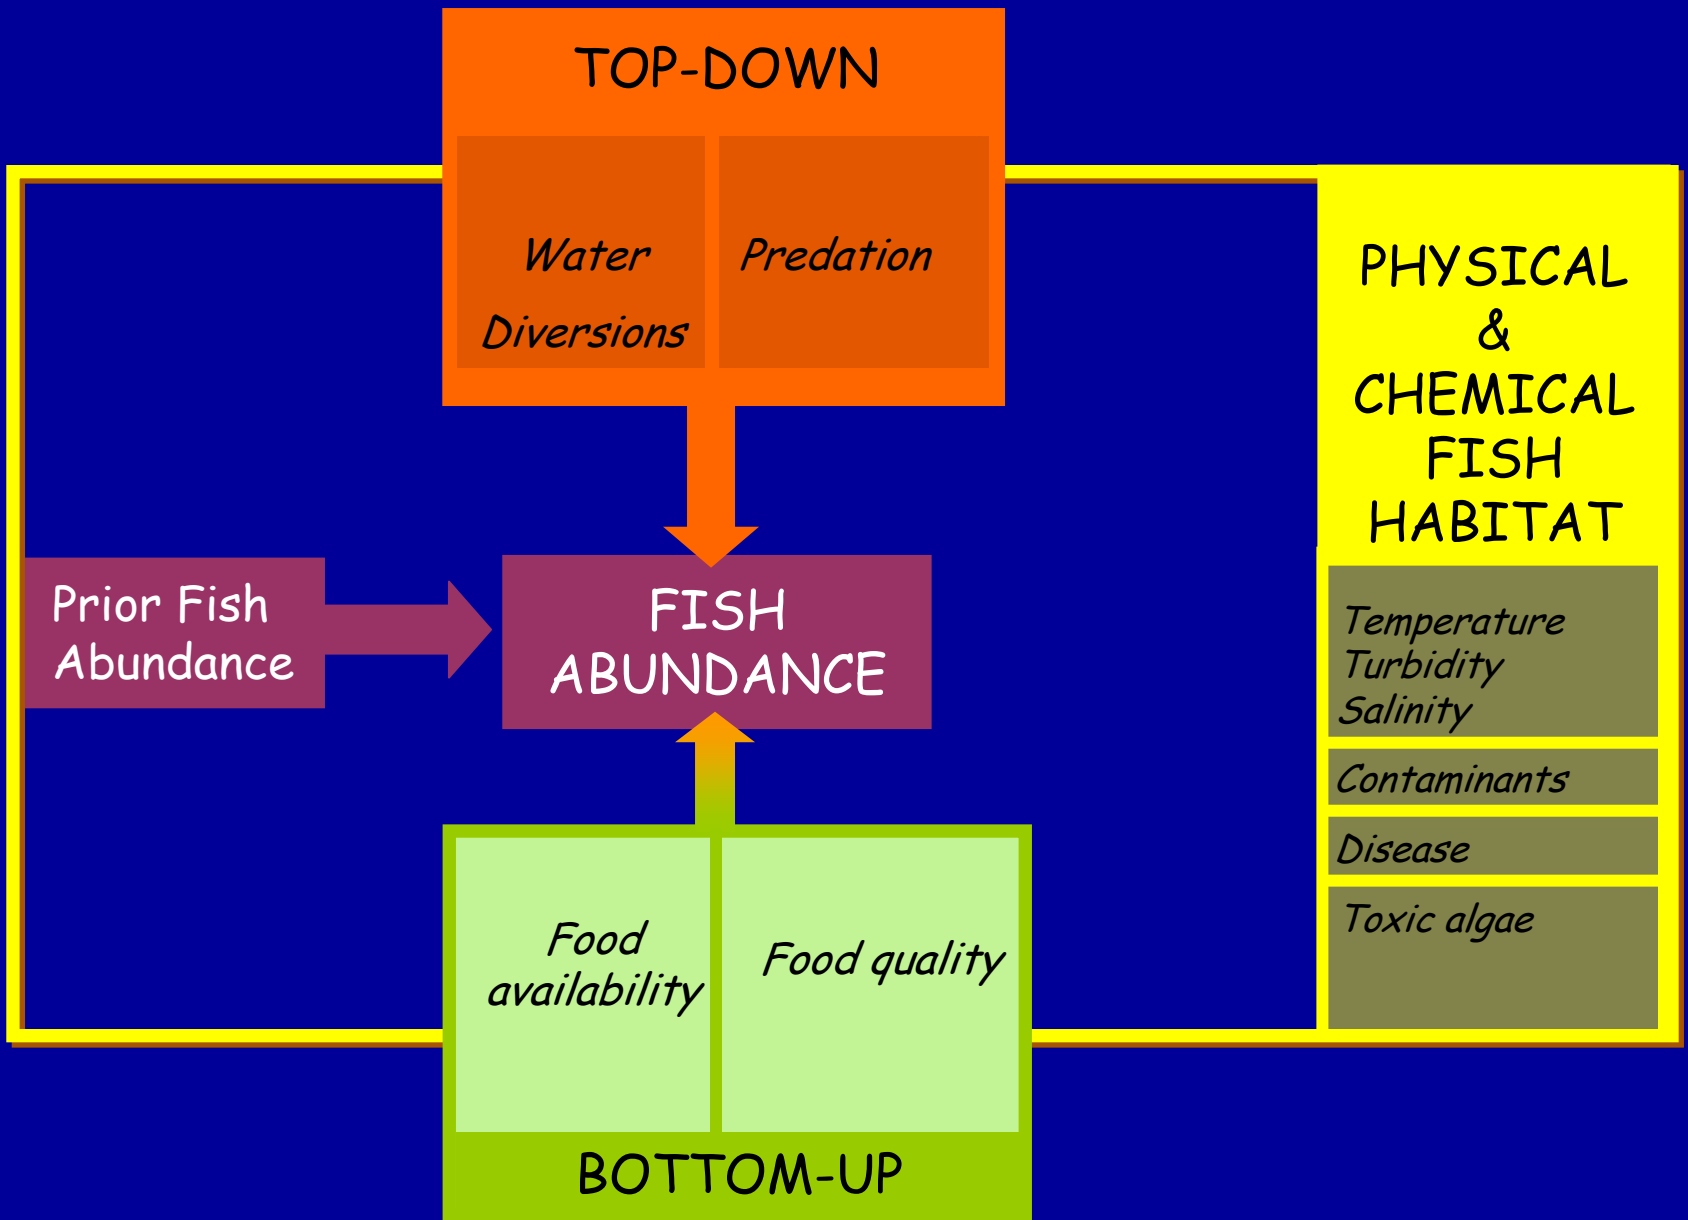 TOP-DOWN
Water
Diversions
Predation
PHYSICAL
&
CHEMICAL
FISH
HABITAT
Temperature
Turbidity
Salinity
Contaminants
Disease
Toxic algae
Prior Fish
Abundance
FISH
ABUNDANCE
Food
availability
Food quality
BOTTOM-UP